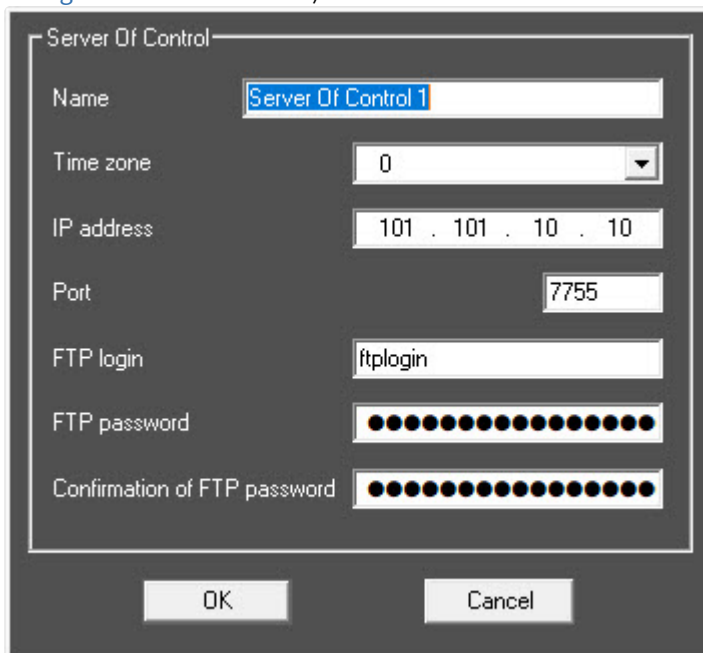 Server Of Control
Name Server Of Control 1
Time zone 0
IP address 101 . 101 . 10 . 10
Port 7755
FTP login ftplogin
FTP password ●●●●●●●●●●●●●●●●
Confirmation of FTP password ●●●●●●●●●●●●●●●●
OK Cancel